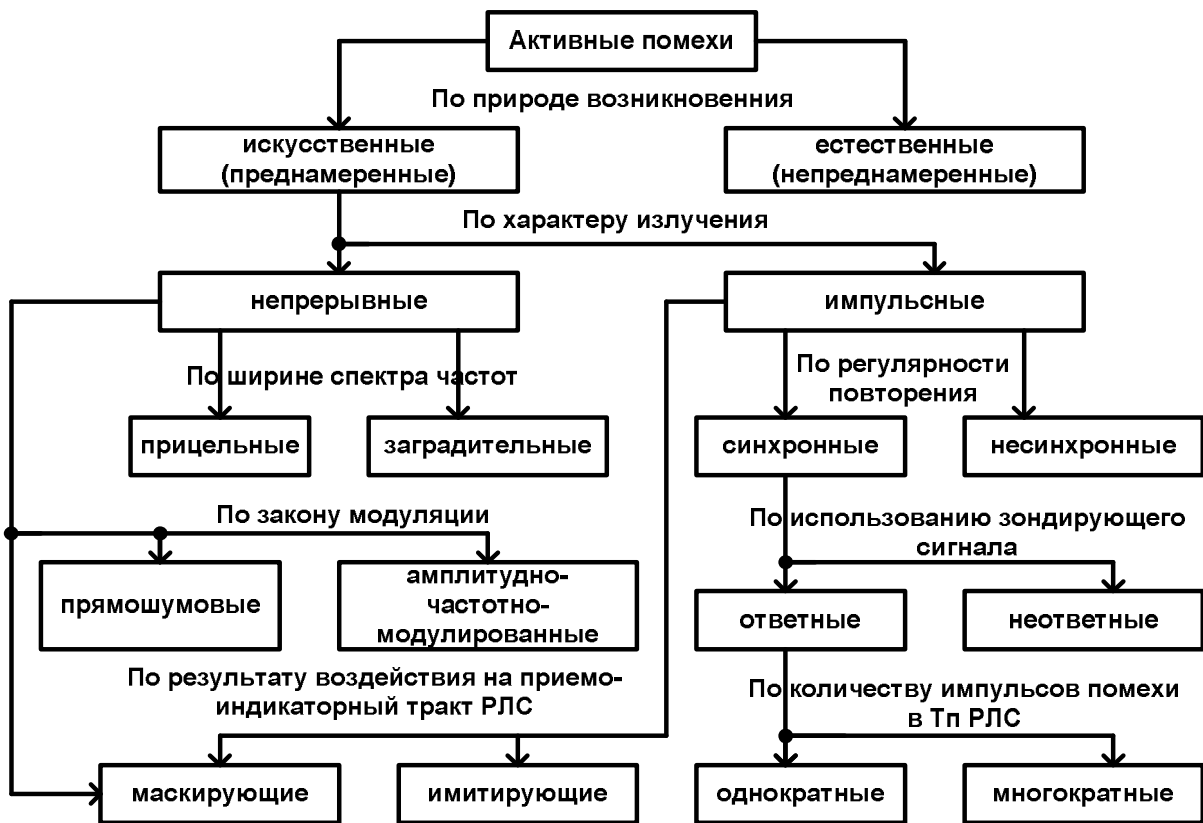 Активные помехи
По природе возникновенния
искусственные
(преднамеренные)
естественные
(непреднамеренные)
По характеру излучения
непрерывные
импульсные
По ширине спектра частот
По регулярности
повторения
прицельные
заградительные
синхронные
несинхронные
По закону модуляции
По использованию зондирующего
сигнала
прямошумовые
амплитудно-
частотно-
модулированные
ответные
неответные
По результату воздействия на приемо-
индикаторный тракт РЛС
По количеству импульсов помехи
в Тп РЛС
маскирующие
имитирующие
однократные
многократные